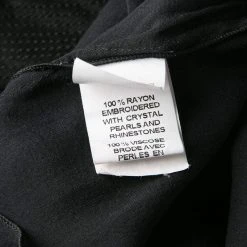 100% RAYON
EMBROIDERED
WITH CRYSTAL
PEARLS AND
RHINESTONES
100% VISCOSE
BRODE AVEC
PERLES EN